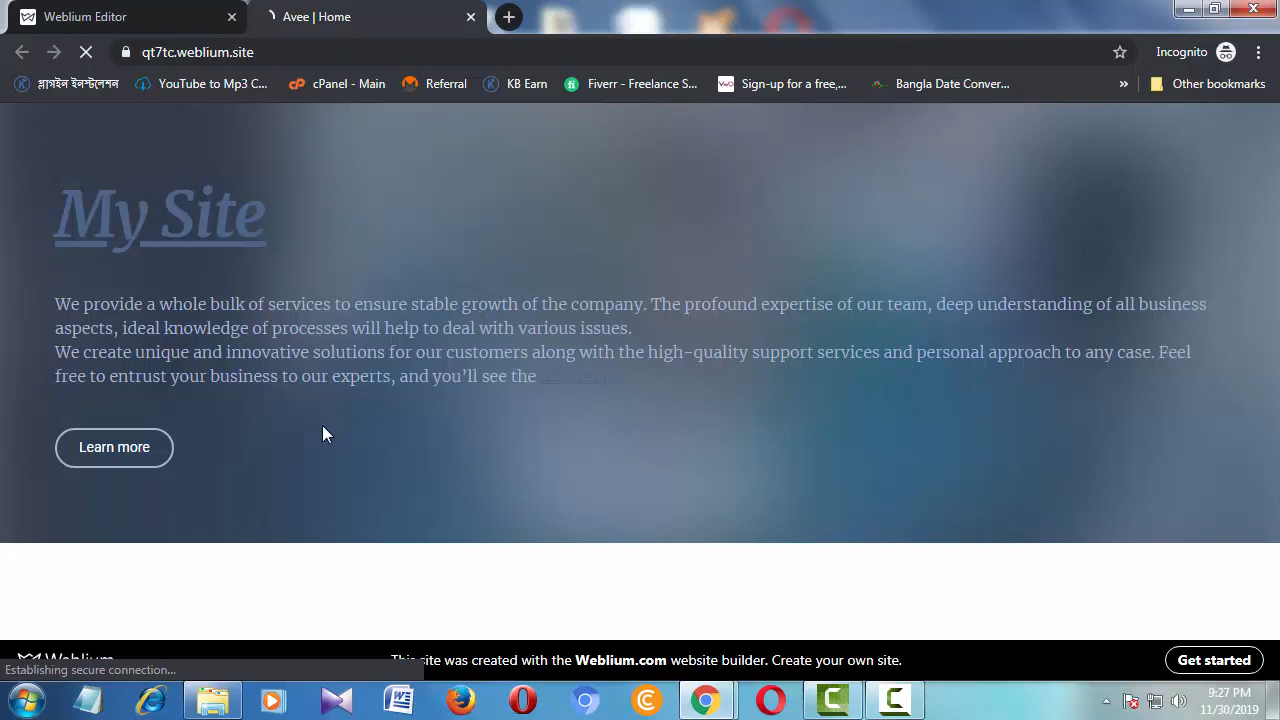 Weblium Editor
Avee | Home
qt7tc.weblium.site
Incognito
প্লাগইন ইনস্টলেশন
YouTube to Mp3 C...
cPanel - Main
Referral
KB Earn
Fiverr - Freelance S...
Sign-up for a free,...
Bangla Date Conver...
Other bookmarks
My Site
We provide a whole bulk of services to ensure stable growth of the company. The profound expertise of our team, deep understanding of all business
aspects, ideal knowledge of processes will help to deal with various issues.
We create unique and innovative solutions for our customers along with the high-quality support services and personal approach to any case. Feel
free to entrust your business to our experts, and you’ll see the
Learn more
This site was created with the Weblium.com website builder. Create your own site.
Get started
Establishing secure connection...
9:27 PM
11/30/2019